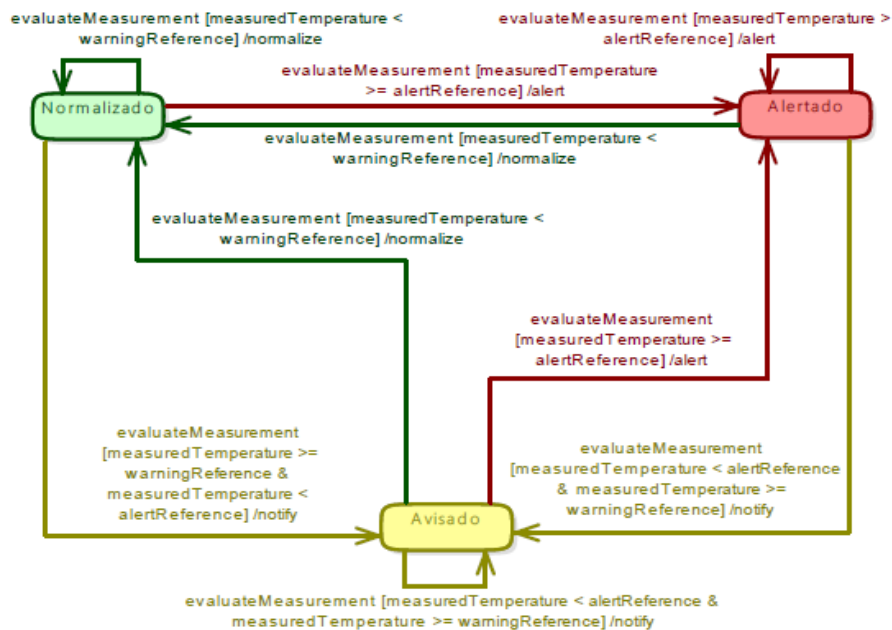 evaluateMeasurement [measuredTemperature <
warningReference] /normalize
evaluateMeasurement [measuredTemperature >
alertReference] /alert
evaluateMeasurement [measuredTemperature
>= alertReference] /alert
Normalizado
Alertado
evaluateMeasurement [measuredTemperature <
warningReference] /normalize
evaluateMeasurement [measuredTemperature <
warningReference] /normalize
evaluateMeasurement
[measuredTemperature >=
alertReference] /alert
evaluateMeasurement
[measuredTemperature >=
warningReference &
measuredTemperature <
alertReference] /notify
evaluateMeasurement
[measuredTemperature < alertReference
& measuredTemperature >=
warningReference] /notify
Avisado
evaluateMeasurement [measuredTemperature < alertReference &
measuredTemperature >= warningReference] /notify